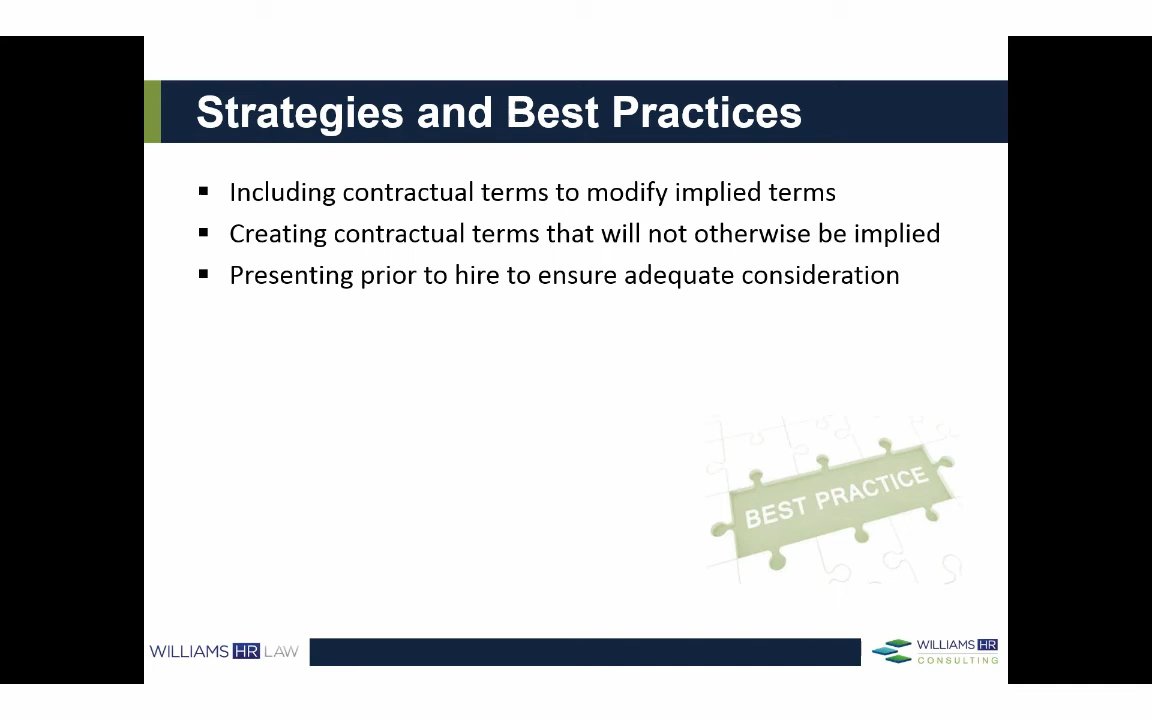 Strategies and Best Practices
▪ Including contractual terms to modify implied terms
▪ Creating contractual terms that will not otherwise be implied
▪ Presenting prior to hire to ensure adequate consideration
BEST PRACTICE
WILLIAMS HR LAW
WILLIAMS HR
CONSULTING